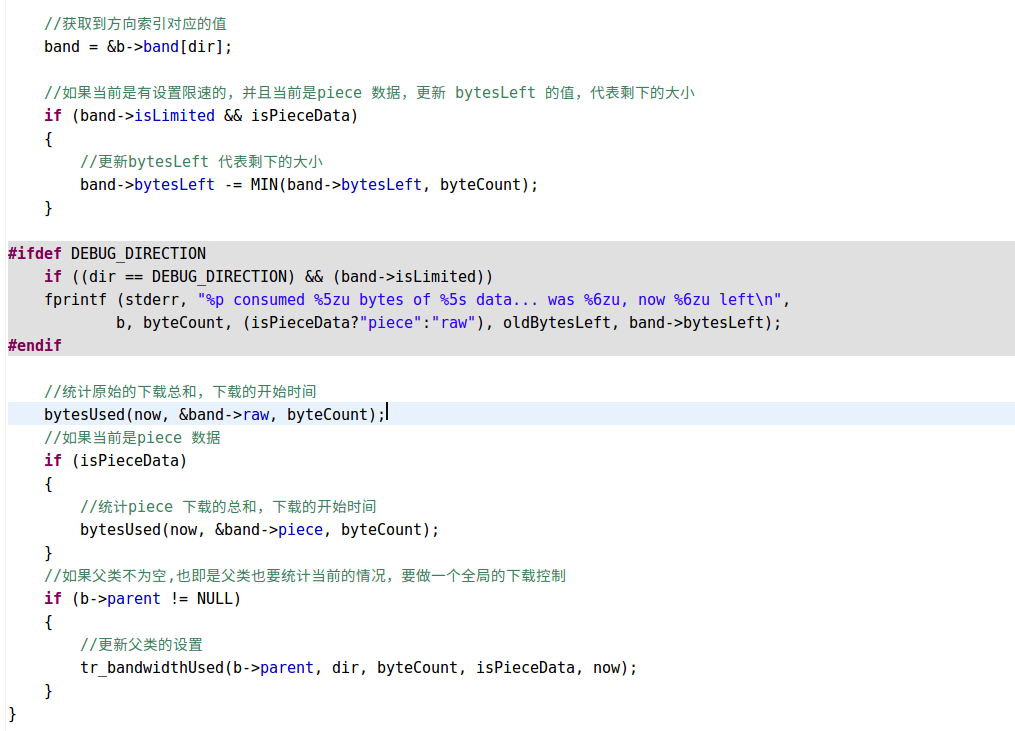 //获取到方向索引对应的值
band = &b->band[dir];
//如果当前是有设置限速的，并且当前是piece 数据，更新 bytesLeft 的值，代表剩下的大小
if (band->isLimited && isPieceData)
{
//更新bytesLeft 代表剩下的大小
band->bytesLeft -= MIN(band->bytesLeft, byteCount);
}
#ifdef DEBUG_DIRECTION
if ((dir == DEBUG_DIRECTION) && (band->isLimited))
fprintf (stderr, "%p consumed %5zu bytes of %5s data... was %6zu, now %6zu left\n",
b, byteCount, (isPieceData?"piece":"raw"), oldBytesLeft, band->bytesLeft);
#endif
//统计原始的下载总和，下载的开始时间
bytesUsed(now, &band->raw, byteCount);
//如果当前是piece 数据
if (isPieceData)
{
//统计piece 下载的总和，下载的开始时间
bytesUsed(now, &band->piece, byteCount);
}
//如果父类不为空,也即是父类也要统计当前的情况，要做一个全局的下载控制
if (b->parent != NULL)
{
//更新父类的设置
tr_bandwidthUsed(b->parent, dir, byteCount, isPieceData, now);
}
}